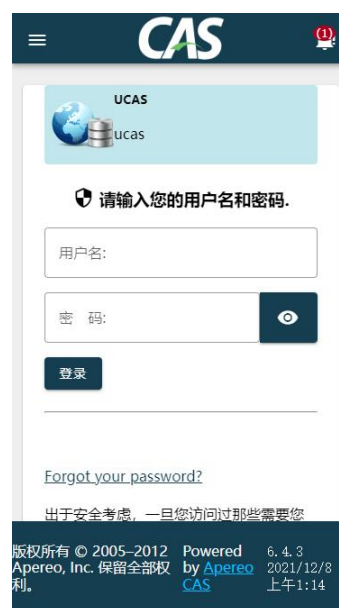 CAS
(1)
UCAS
ucas
请输入您的用户名和密码.
用户名:
密 码:
登录
Forgot your password?
出于安全考虑，一旦您访问过那些需要您
版权所有 © 2005–2012
Apereo, Inc. 保留全部权
利。
Powered
by Apereo
CAS
6.4.3
2021/12/8
上午1:14